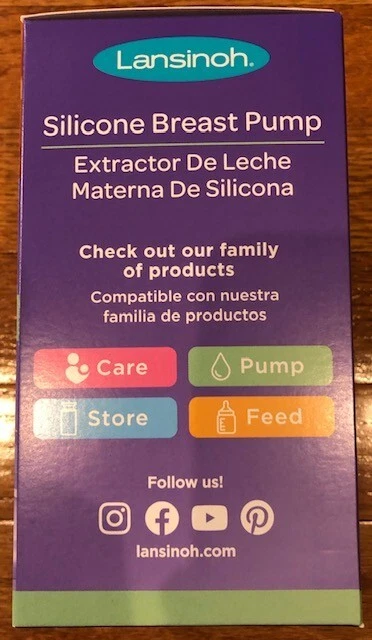 Lansinoh®
Silicone Breast Pump
Extractor De Leche
Materna De Silicona
Check out our family
of products
Compatible con nuestra
familia de productos
Care
Pump
Store
Feed
Follow us!
lansinoh.com